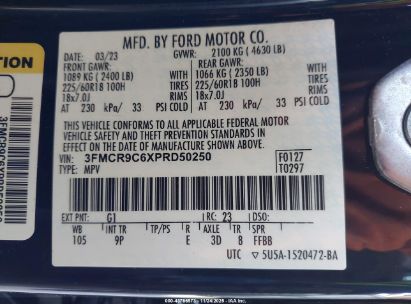 MFD. BY FORD MOTOR CO.
DATE: 03/23 GVWR: 2100 KG ( 4630 LB)
FRONT GAWR: REAR GAWR:
1089 KG ( 2400 LB) 1066 KG ( 2350 LB)
225/60R18 100H TIRES 225/60R18 100H TIRES
18x7.0J RIMS 18x7.0J RIMS
AT 230 kPa/ 33 PSI COLD AT 230 kPa/ 33 PSI COLD
THIS VEHICLE CONFORMS TO ALL APPLICABLE FEDERAL MOTOR
VEHICLE SAFETY AND BUMPER AND THEFT PREVENTION STANDARDS IN
EFFECT ON THE DATE OF MANUFACTURE SHOWN ABOVE.
VIN: 3FMCR9C6XPRD50250 F0127
TYPE: MPV T0297
EXT PNT: G1 RC: 23 DSO:
WB INT TR TP/PS R AXLE TR SPR
105 9P E 3D 8 FFBB
UTC ▽ 5U5A-1520472-BA
3FMCR9C6XPRD50250